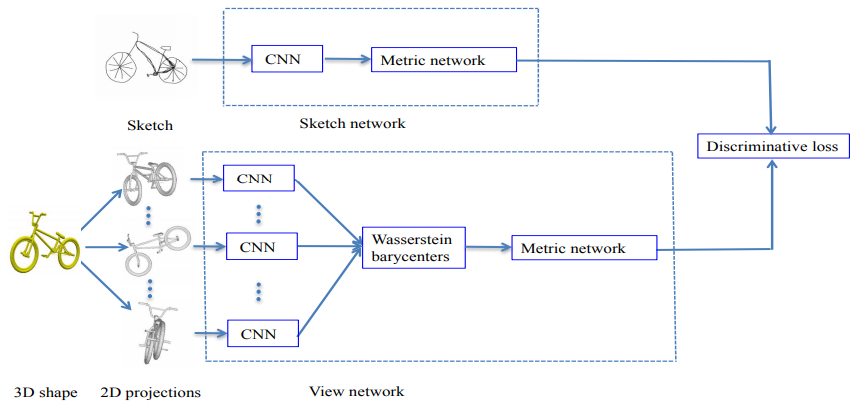 CNN
Metric network
Sketch
Sketch network
Discriminative loss
CNN
CNN
Wasserstein
barycenters
Metric network
CNN
3D shape
2D projections
View network